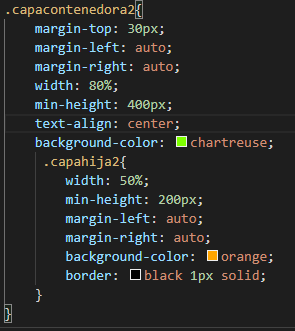 .capacontenedora2{
margin-top: 30px;
margin-left: auto;
margin-right: auto;
width: 80%;
min-height: 400px;
text-align: center;
background-color: chartreuse;
.capahija2{
width: 50%;
min-height: 200px;
margin-left: auto;
margin-right: auto;
background-color: orange;
border: black 1px solid;
}
}